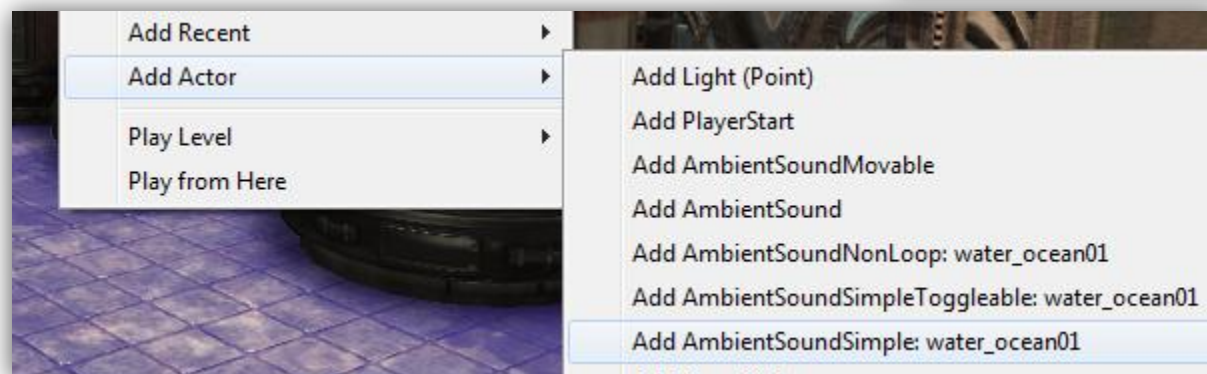 Add Recent
Add Actor
Play Level
Play from Here
Add Light (Point)
Add PlayerStart
Add AmbientSoundMovable
Add AmbientSound
Add AmbientSoundNonLoop: water_ocean01
Add AmbientSoundSimpleToggleable: water_ocean01
Add AmbientSoundSimple: water_ocean01